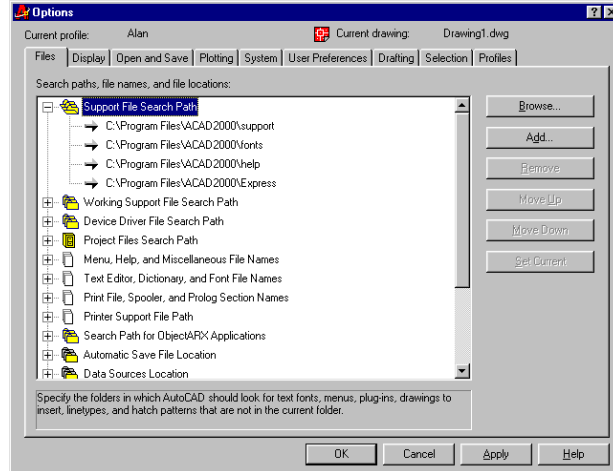 Options
Current profile: Alan Current drawing: Drawing1.dwg
Files Display Open and Save Plotting System User Preferences Drafting Selection Profiles
Search paths, file names, and file locations:
Support File Search Path
C:\Program Files\ACAD2000\support
C:\Program Files\ACAD2000\fonts
C:\Program Files\ACAD2000\help
C:\Program Files\ACAD2000\Express
Working Support File Search Path
Device Driver File Search Path
Project Files Search Path
Menu, Help, and Miscellaneous File Names
Text Editor, Dictionary, and Font File Names
Print File, Spooler, and Prolog Section Names
Printer Support File Path
Search Path for ObjectARX Applications
Automatic Save File Location
Data Sources Location
Browse...
Add...
Remove
Move Up
Move Down
Set Current
Specify the folders in which AutoCAD should look for text fonts, menus, plug-ins, drawings to
insert, linetypes, and hatch patterns that are not in the current folder.
OK Cancel Apply Help